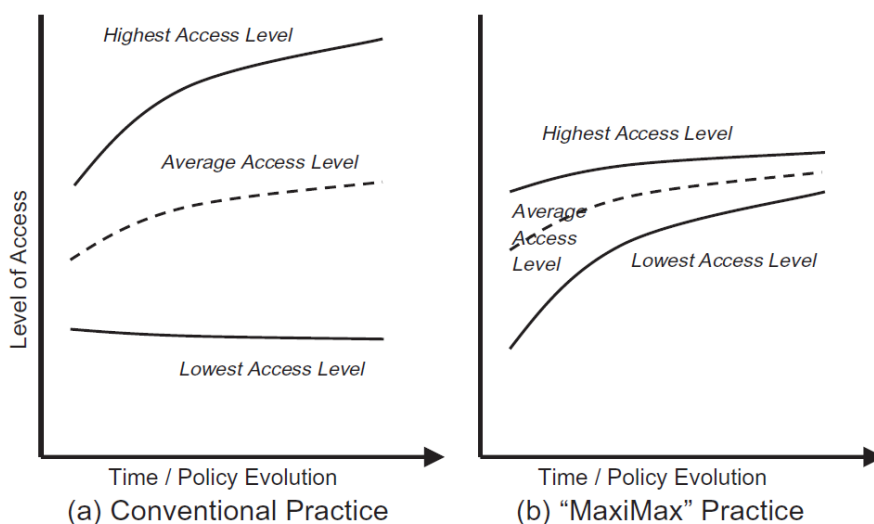 Highest Access Level
Average Access Level
Lowest Access Level
Level of Access
Time / Policy Evolution
(a) Conventional Practice
Highest Access Level
Average
Access
Level
Lowest Access Level
Time / Policy Evolution
(b) “MaxiMax” Practice